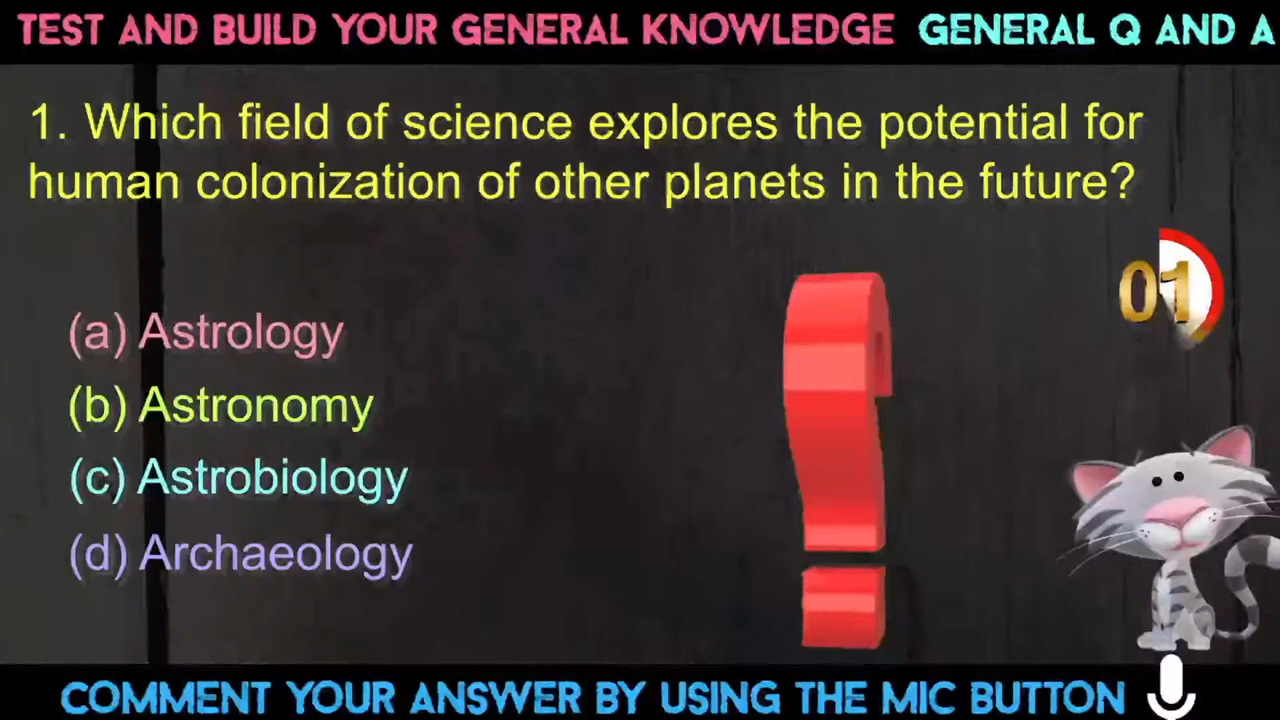 TEST AND BUILD YOUR GENERAL KNOWLEDGE GENERAL Q AND A
1. Which field of science explores the potential for
human colonization of other planets in the future?
01
(a) Astrology
(b) Astronomy
(c) Astrobiology
(d) Archaeology
COMMENT YOUR ANSWER BY USING THE MIC BUTTON